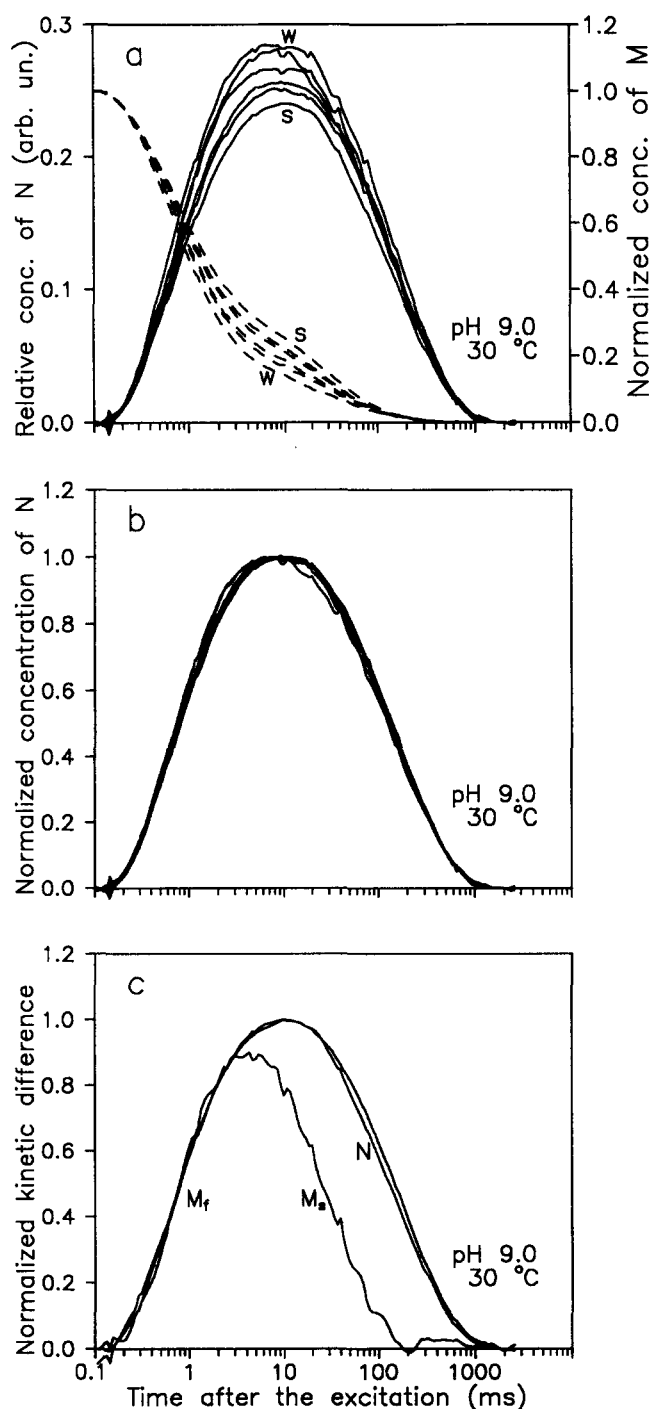 a
Relative conc. of N (arb. un.)
0.3
0.2
0.1
0.0
w
s
s
w
pH 9.0
30 °C
1.2
1.0
0.8
0.6
0.4
0.2
0.0
Normalized conc. of M
b
Normalized concentration of N
1.2
1.0
0.8
0.6
0.4
0.2
0.0
pH 9.0
30 °C
c
Normalized kinetic difference
1.2
1.0
0.8
0.6
0.4
0.2
0.0
Mf
Ms
N
pH 9.0
30 °C
0.1 1 10 100 1000
Time after the excitation (ms)